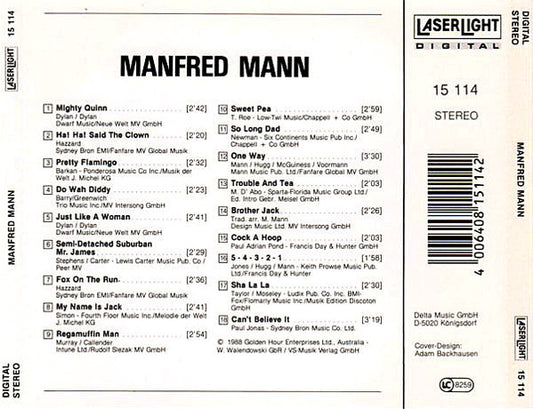 LASERLIGHT 15 114
MANFRED MANN
DIGITAL
STEREO
MANFRED MANN
1 Mighty Quinn [2'42]
Dylan / Dylan
Dwarf Music/Neue Welt MV GmbH
2 Ha! Ha! Said The Clown [2'20]
Hazzard
Sydney Bron EMI/Fanfare MV Global Musik
3 Pretty Flamingo [2'32]
Barkan - Ponderosa Music Co Inc./Musik der
Welt J. Michel KG
4 Do Wah Diddy [2'23]
Barry/Greenwich
Trio Music Inc./MV Intersong GmbH
5 Just Like A Woman [2'41]
Dylan / Dylan
Dwarf Music/Neue Welt MV GmbH
6 Semi-Detached Suburban
Mr. James [2'29]
Stephens / Carter - Lewis Carter Music Pub. Co /
Peer MV
7 Fox On The Run. [2'36]
Hazzard
Sydney Bron EMI/Fanfare MV Global Musik
8 My Name Is Jack [2'41]
Simon - Fourth Floor Music Inc./Melodie der Welt
J. Michel KG
9 Regamuffin Man [2'54]
Murray / Callender
Intune Ltd/Rudolf Slezak MV GmbH
10 Sweet Pea [2'59]
T. Roe - Low-Twi Music/Chappell + Co GmbH
11 So Long Dad [2'49]
Newman - Six Continents Music Pub Inc./
Chappell + Co GmbH
12 One Way [3'30]
Mann / Hugg / McGuiness / Voormann
Mann Music Pub. Ltd/Fanfare Global MV GmbH
13 Trouble And Tea [2'03]
M. D' Abo - Sparta-Florida Music Group Ltd./
Ed. Intro Gebr. Meisel GmbH
14 Brother Jack [2'26]
Trad. arr. M. Mann
Design Music Ltd. MV Intersong GmbH
15 Cock A Hoop [2'03]
Paul Adrian Pond - Francis Day & Hunter GmbH
16 5 - 4 - 3 - 2 - 1 [1'58]
Jones / Hugg / Mann - Keith Prowse Music Pub.
Ltd/Francis Day & Hunter
17 Sha La La [2'30]
Taylor / Moseley - Ludix Pub. Co. Inc. BMI-
Fox/Flomarly Music Inc/Musik Edition Discoton
GmbH
18 Can't Believe It [3'19]
Paul Jonas - Sydney Bron Music Co. Ltd.
© 1988 Golden Hour Enterprises Ltd., Australia -
W. Walendowski GbR/VS-Musik Verlag GmbH
LASERLIGHT
DIGITAL
15 114
STEREO
4 006408 151142
Delta Music GmbH
D-5020 Königsdorf
Cover-Design:
Adam Backhausen
LC 8259
DIGITAL
STEREO
MANFRED MANN
LASERLIGHT 15 114